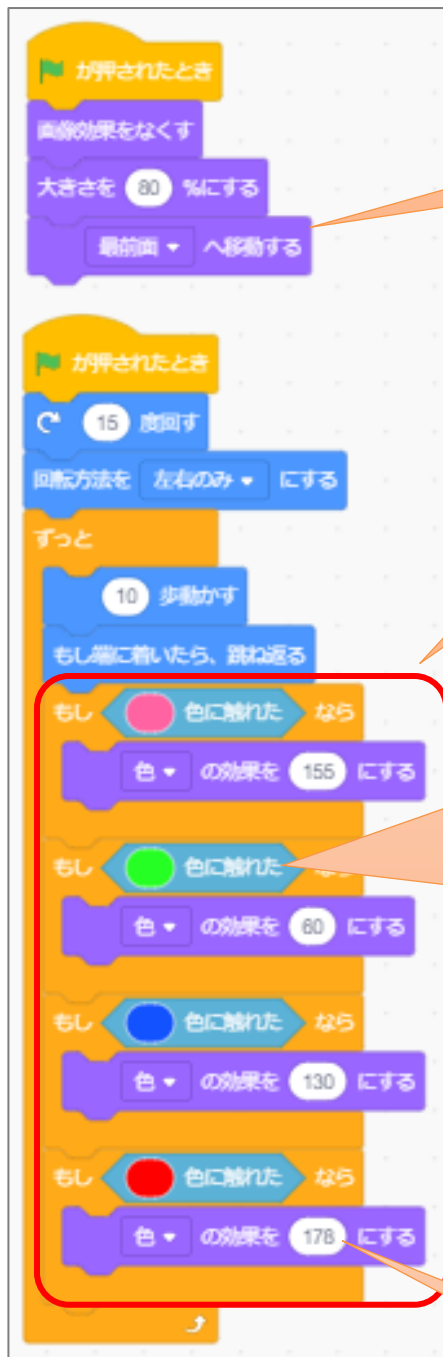 が押されたとき
画像効果をなくす
大きさを 80 %にする
最前面 へ移動する
が押されたとき
15 度回す
回転方法を 左右のみ にする
ずっと
10 歩動かす
もし端に着いたら、跳ね返る
もし 色に触れた なら
色 の効果を 155 にする
もし 色に触れた なら
色 の効果を 60 にする
もし 色に触れた なら
色 の効果を 130 にする
もし 色に触れた なら
色 の効果を 178 にする